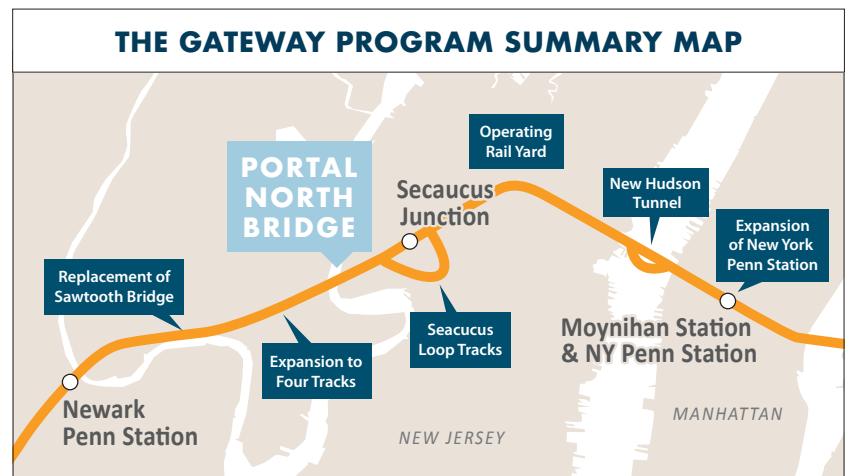 THE GATEWAY PROGRAM SUMMARY MAP
Operating
Rail Yard
PORTAL
NORTH
BRIDGE
Secaucus
Junction
New Hudson
Tunnel
Expansion
of New York
Penn Station
Replacement of
Sawtooth Bridge
Seacucus
Loop Tracks
Moynihan Station
& NY Penn Station
Expansion to
Four Tracks
Newark
Penn Station
NEW JERSEY
MANHATTAN